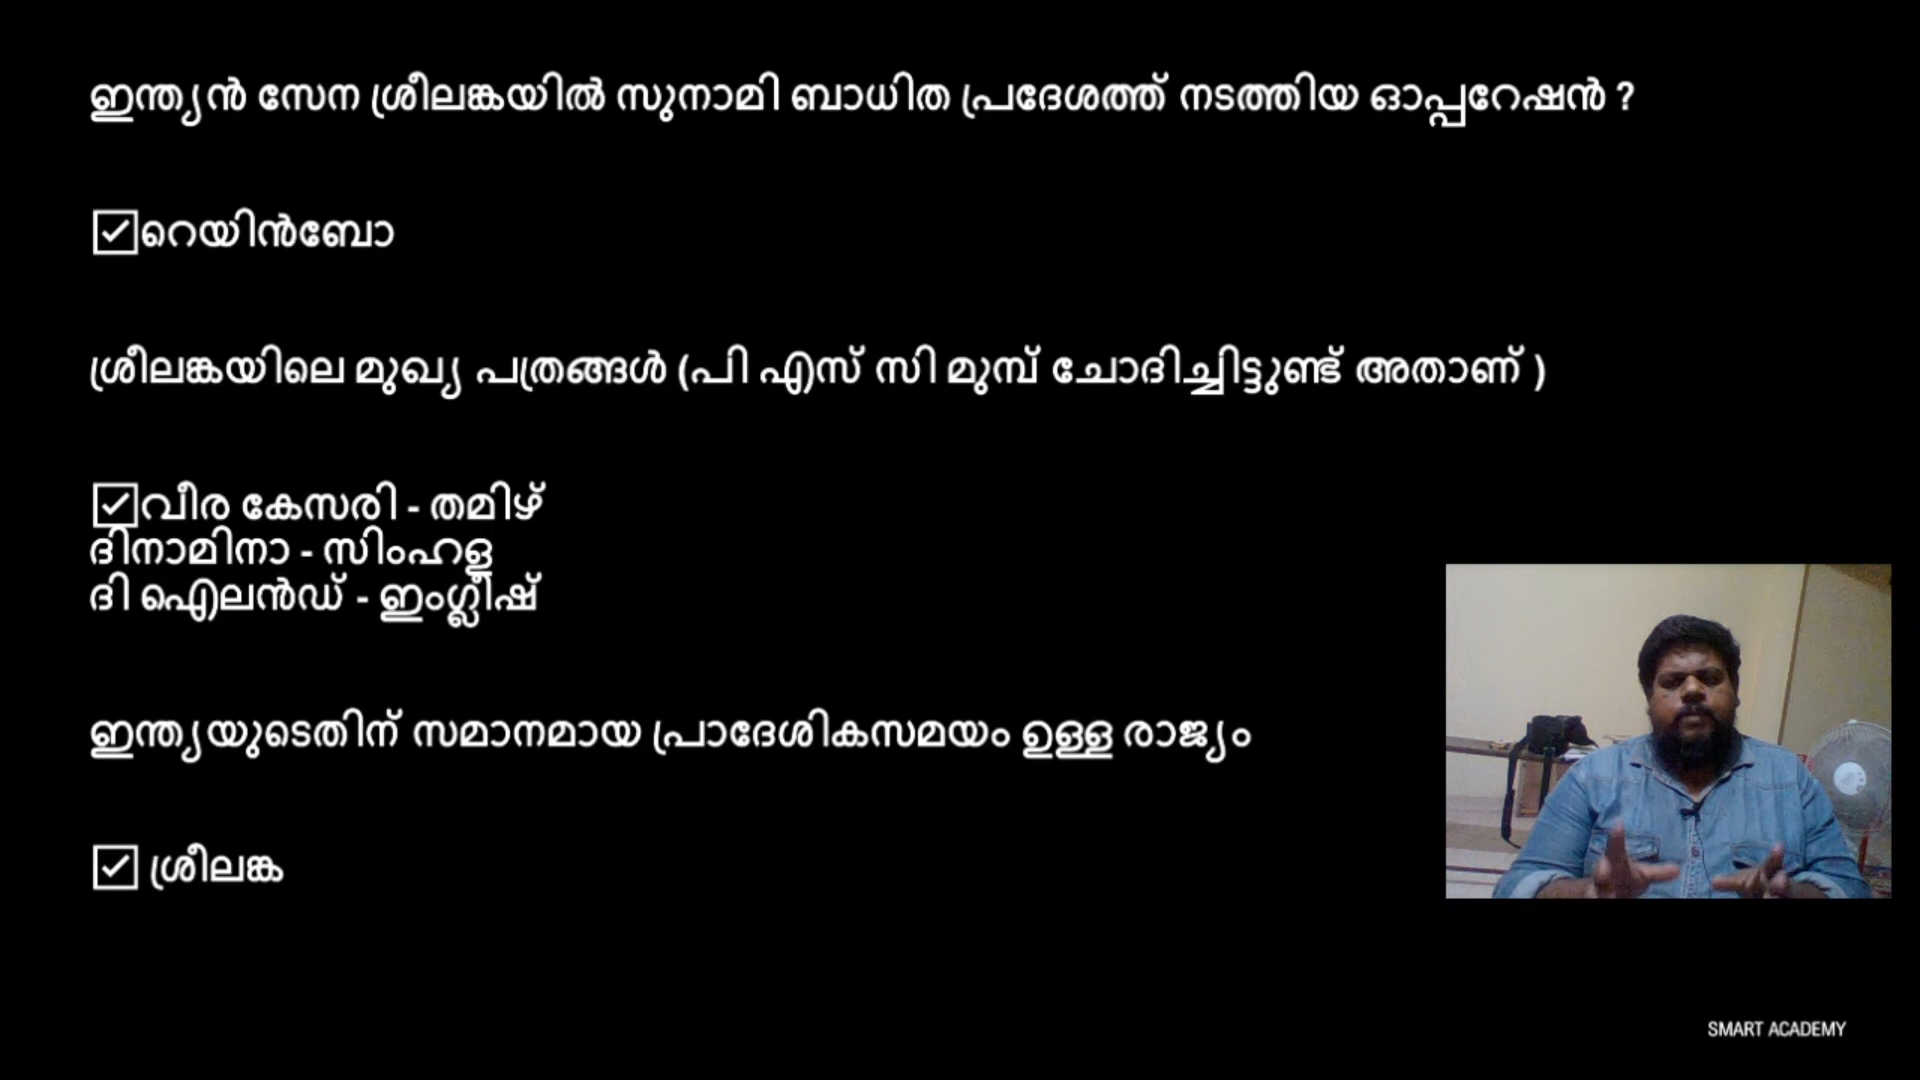 ഇന്ത്യൻ സേന ശ്രീലങ്കയിൽ സുനാമി ബാധിത പ്രദേശത്ത് നടത്തിയ ഓപ്പറേഷൻ ?
☑റെയിൻബോ
ശ്രീലങ്കയിലെ മുഖ്യ പത്രങ്ങൾ (പി എസ് സി മുമ്പ് ചോദിച്ചിട്ടുണ്ട് അതാണ് )
☑വീര കേസരി - തമിഴ്
ദിനാമിനാ - സിംഹള
ദി ഐലൻഡ് - ഇംഗ്ലീഷ്
ഇന്ത്യയുടെതിന് സമാനമായ പ്രാദേശികസമയം ഉള്ള രാജ്യം
☑ ശ്രീലങ്ക
SMART ACADEMY